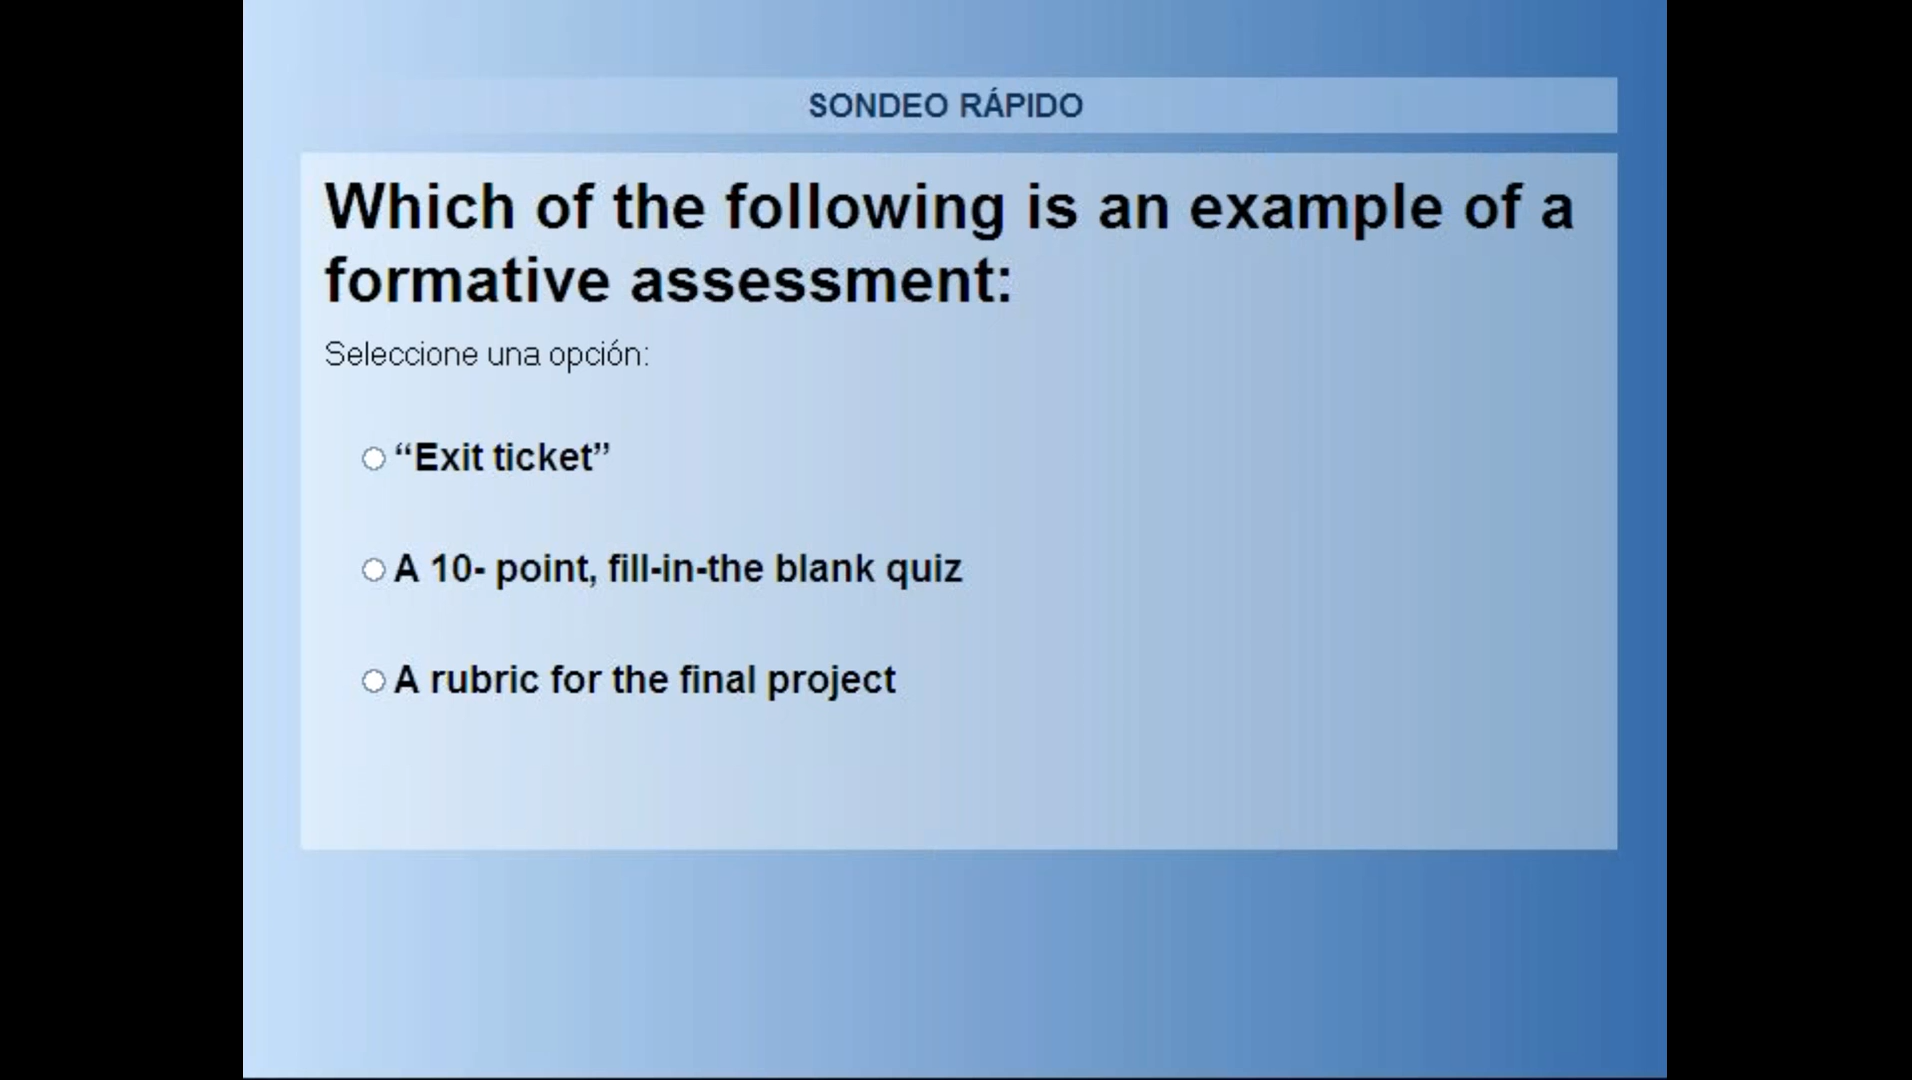 SONDEO RÁPIDO
Which of the following is an example of a
formative assessment:
Seleccione una opción:
“Exit ticket”
A 10- point, fill-in-the blank quiz
A rubric for the final project